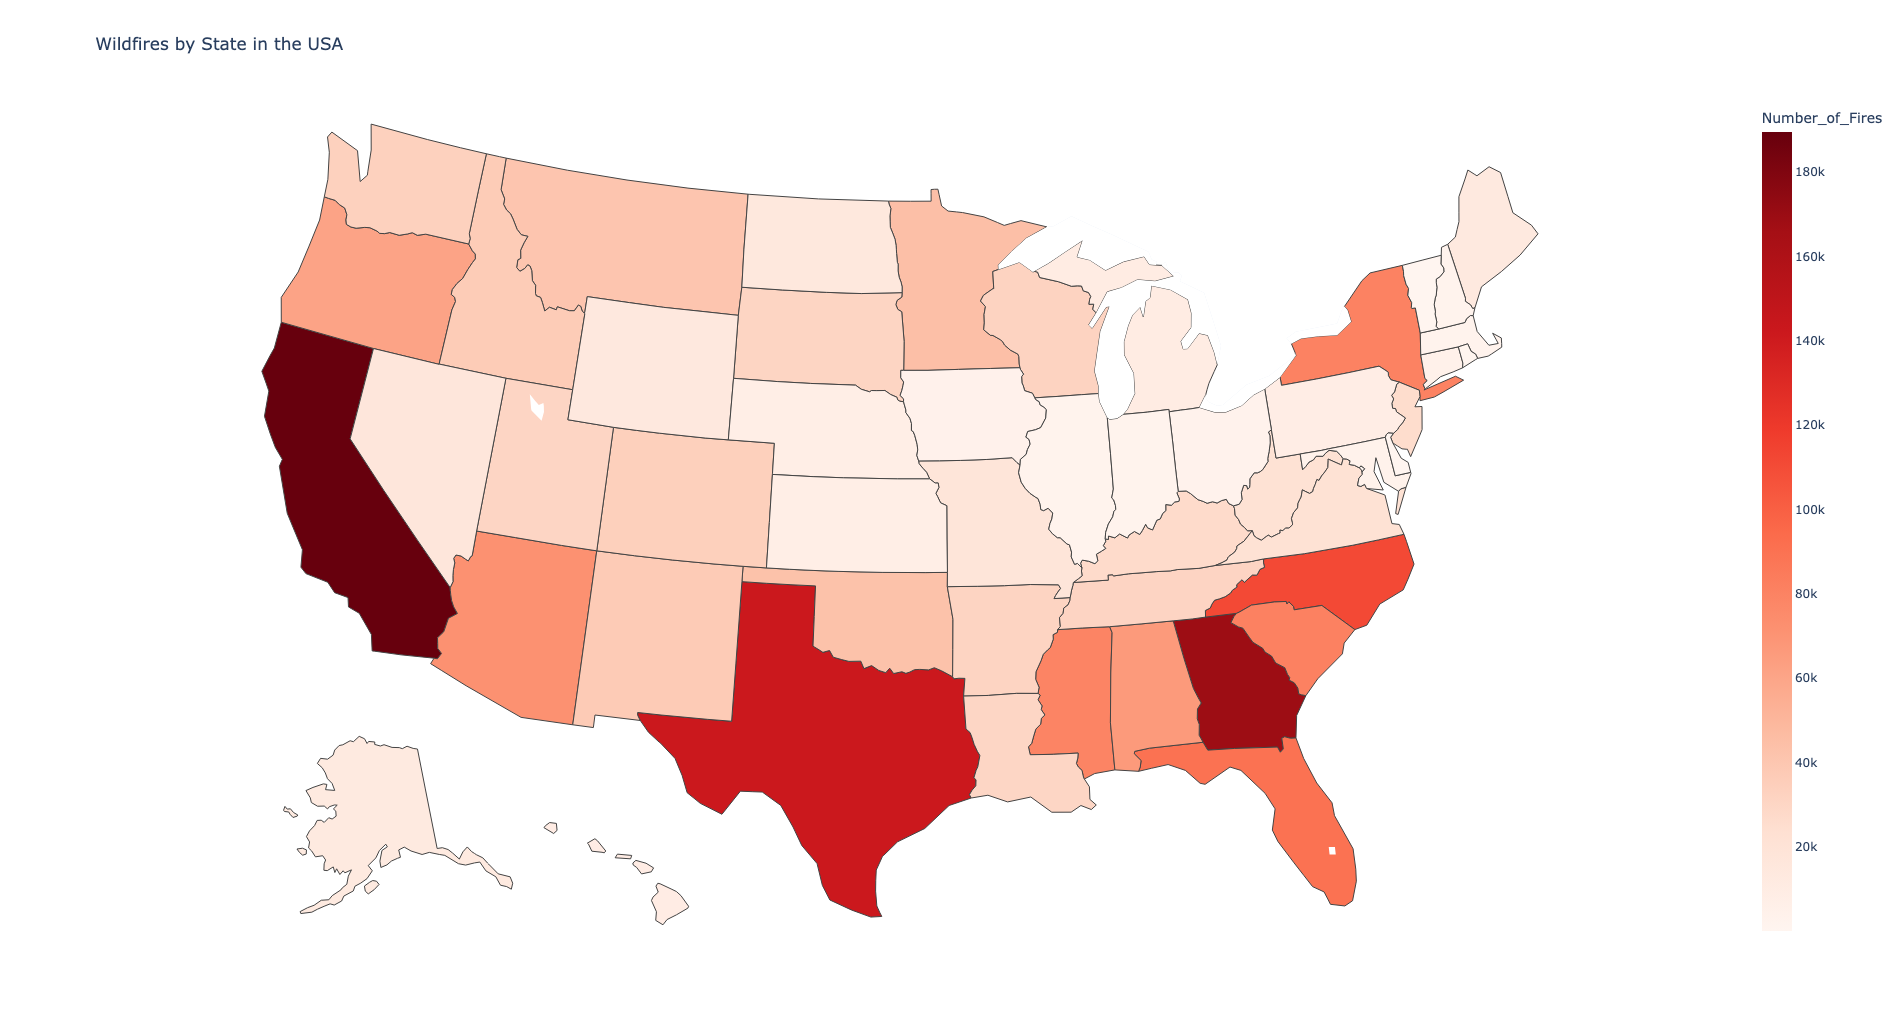 Wildfires by State in the USA
Number_of_Fires
180k
160k
140k
120k
100k
80k
60k
40k
20k